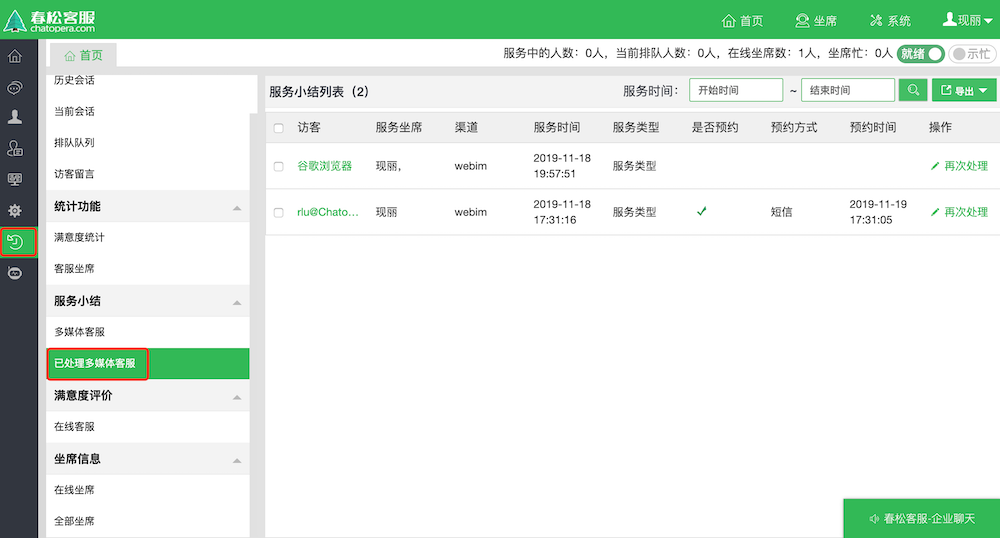 春松客服
chatopera.com
首页 坐席 系统 现丽
首页
服务中的人数：0人，当前排队人数：0人，在线坐席数：1人，坐席忙：0人 就绪 示忙
历史会话
当前会话
排队队列
访客留言
统计功能
满意度统计
客服坐席
服务小结
多媒体客服
已处理多媒体客服
满意度评价
在线客服
坐席信息
在线坐席
全部坐席
服务小结列表（2） 服务时间： 开始时间 ~ 结束时间 导出
访客 服务坐席 渠道 服务时间 服务类型 是否预约 预约方式 预约时间 操作
谷歌浏览器 现丽, webim 2019-11-18 19:57:51 服务类型 再次处理
rlu@Chato... 现丽 webim 2019-11-18 17:31:16 服务类型 短信 2019-11-19 17:31:05 再次处理
春松客服-企业聊天